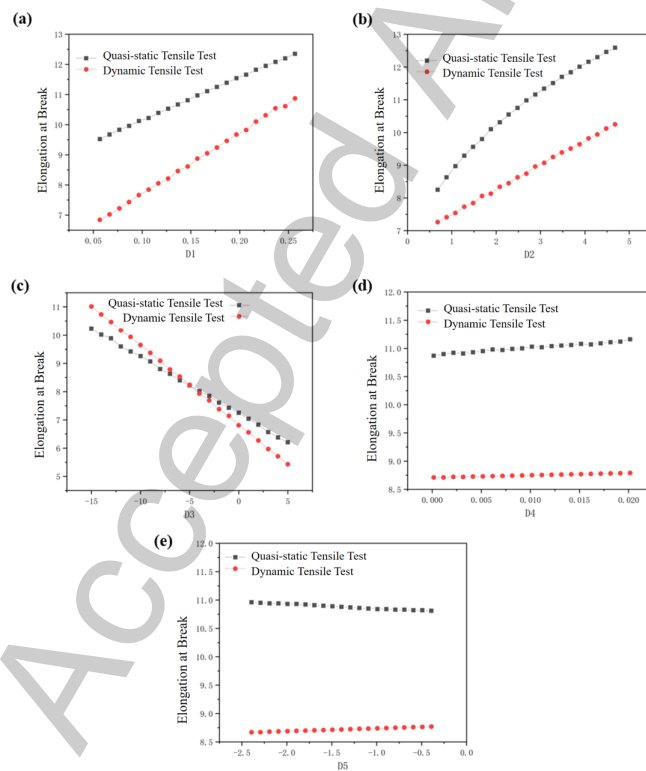 (a)
Quasi-static Tensile Test
Dynamic Tensile Test
Elongation at Break
13
12
11
10
9
8
7
0.05
0.10
0.15
0.20
0.25
D1
(b)
Quasi-static Tensile Test
Dynamic Tensile Test
Elongation at Break
13
12
11
10
9
8
7
0
1
2
3
4
5
D2
(c)
Quasi-static Tensile Test
Dynamic Tensile Test
Elongation at Break
11
10
9
8
7
6
5
-15
-10
-5
0
5
D3
(d)
Quasi-static Tensile Test
Dynamic Tensile Test
Elongation at Break
12.0
11.5
11.0
10.5
10.0
9.5
9.0
8.5
0.000
0.005
0.010
0.015
0.020
D4
(e)
Quasi-static Tensile Test
Dynamic Tensile Test
Elongation at Break
12.0
11.5
11.0
10.5
10.0
9.5
9.0
8.5
-2.5
-2.0
-1.5
-1.0
-0.5
0.0
D5
Accepted